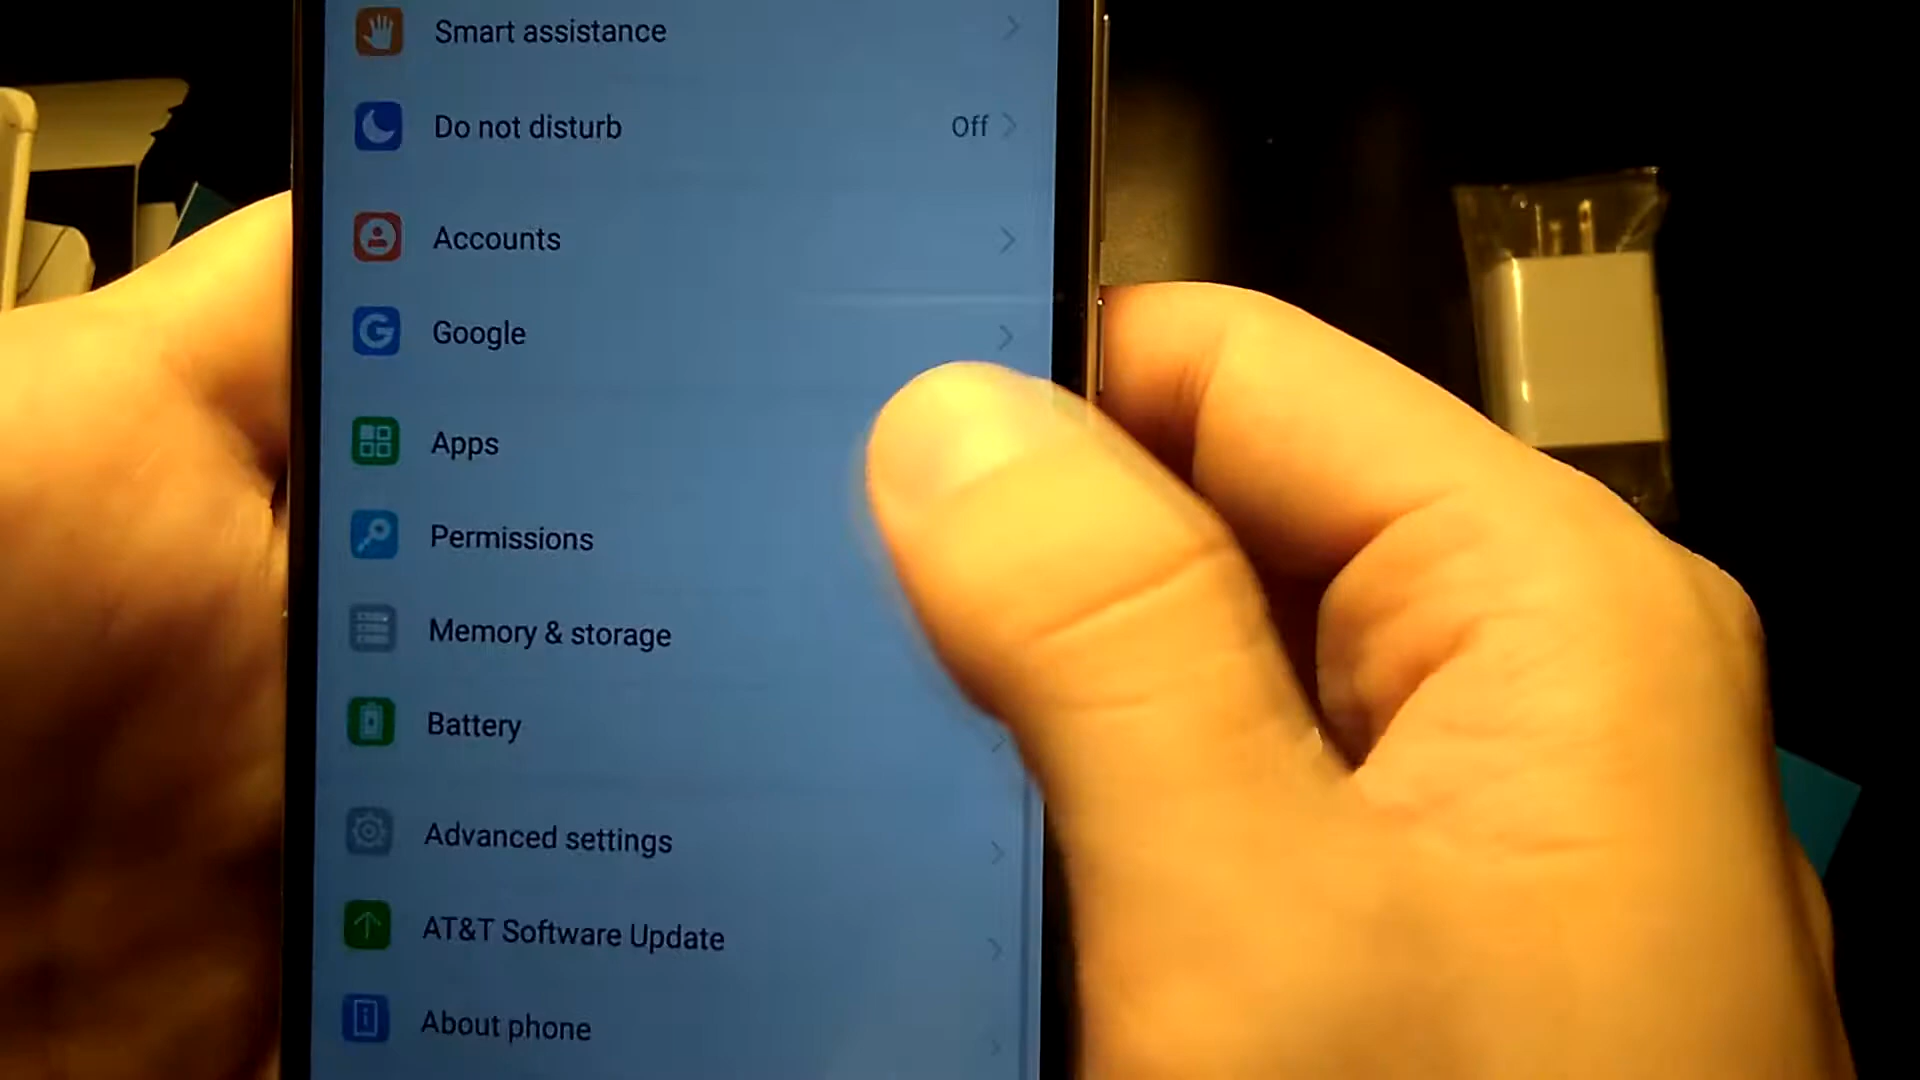 Smart assistance
Do not disturb Off
Accounts
Google
Apps
Permissions
Memory & storage
Battery
Advanced settings
AT&T Software Update
About phone